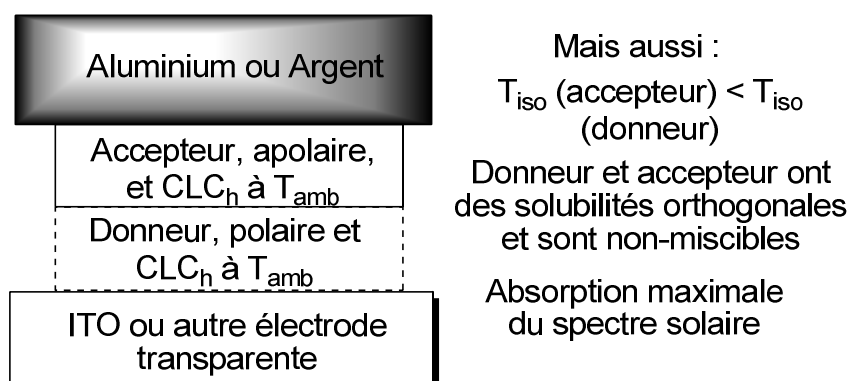 Aluminium ou Argent
Accepteur, apolaire,
et CLCh à Tamb
Donneur, polaire et
CLCh à Tamb
ITO ou autre électrode
transparente
Mais aussi :
Tiso (accepteur) < Tiso
(donneur)
Donneur et accepteur ont
des solubilités orthogonales
et sont non-miscibles
Absorption maximale
du spectre solaire